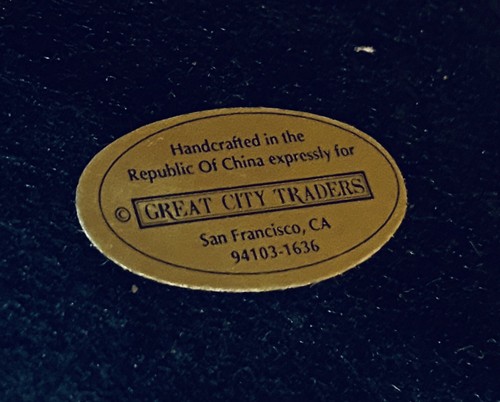 Handcrafted in the
Republic Of China expressly for
© GREAT CITY TRADERS
San Francisco, CA
94103-1636